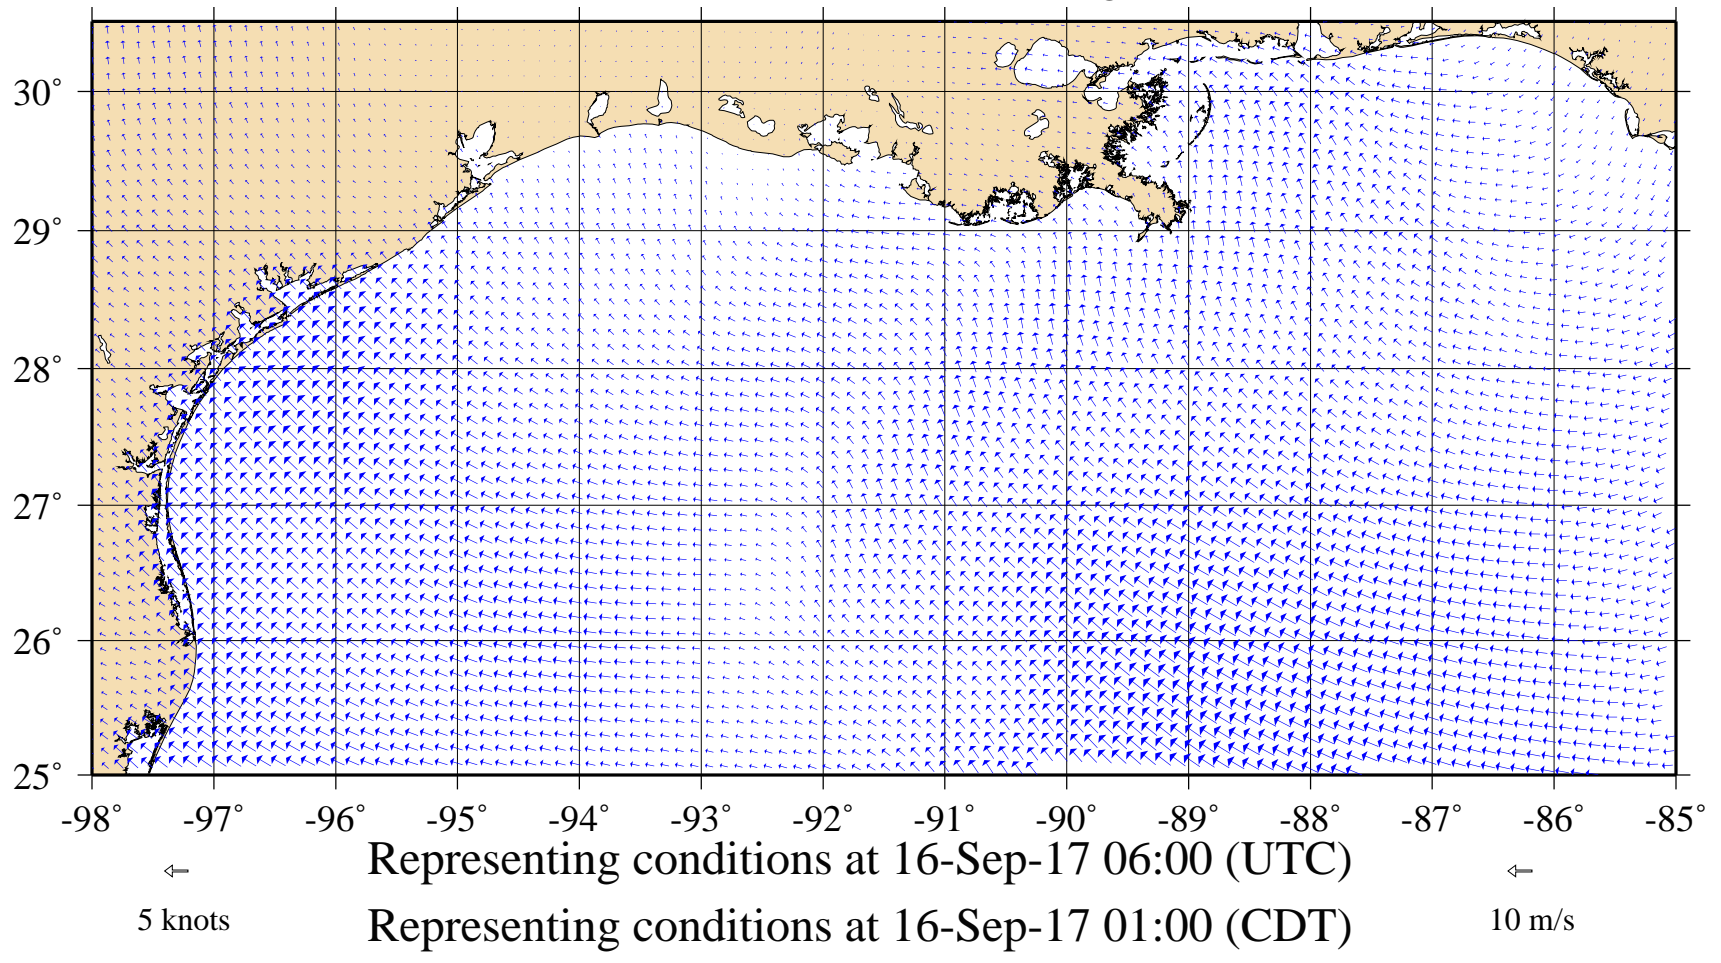 30°
29°
28°
27°
26°
25°
-98° -97° -96° -95° -94° -93° -92° -91° -90° -89° -88° -87° -86° -85°
Representing conditions at 16-Sep-17 06:00 (UTC)
5 knots
Representing conditions at 16-Sep-17 01:00 (CDT)
10 m/s